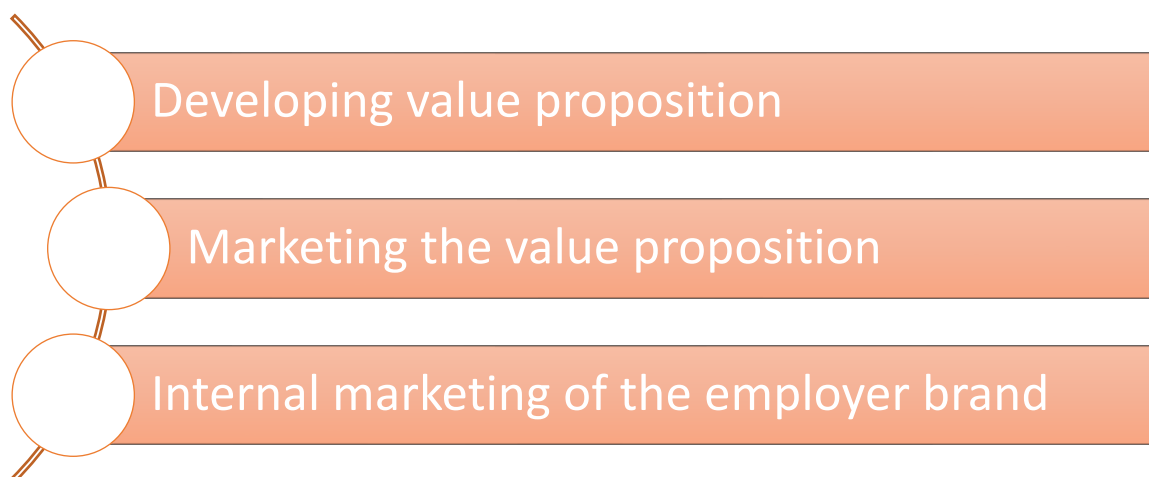 Developing value proposition
Marketing the value proposition
Internal marketing of the employer brand